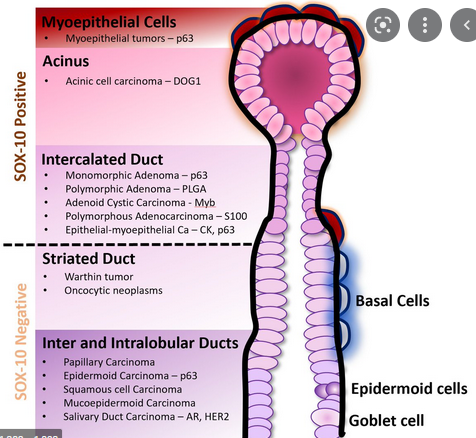 Myoepithelial Cells
• Myoepithelial tumors – p63
Acinus
• Acinic cell carcinoma – DOG1
SOX-10 Positive
Intercalated Duct
• Monomorphic Adenoma – p63
• Polymorphic Adenoma – PLGA
• Adenoid Cystic Carcinoma - Myb
• Polymorphous Adenocarcinoma – S100
• Epithelial-myoepithelial Ca – CK, p63
Striated Duct
• Warthin tumor
• Oncocytic neoplasms
Basal Cells
SOX-10 Negative
Inter and Intralobular Ducts
• Papillary Carcinoma
• Epidermoid Carcinoma – p63
• Squamous cell Carcinoma
• Mucoepidermoid Carcinoma
• Salivary Duct Carcinoma – AR, HER2
Epidermoid cells
Goblet cell